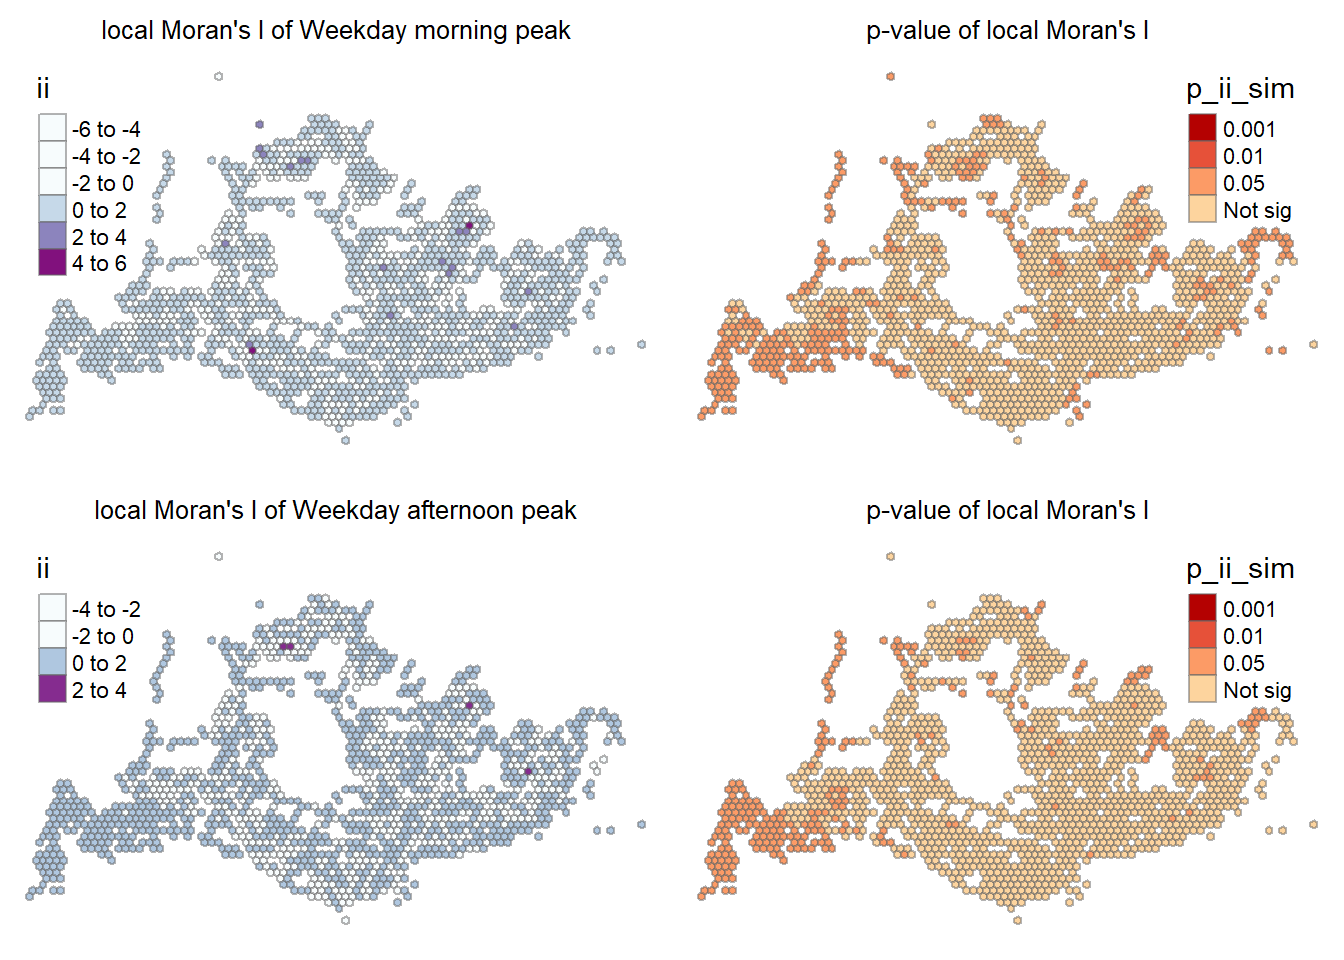 local Moran's I of Weekday morning peak
ii
-6 to -4
-4 to -2
-2 to 0
0 to 2
2 to 4
4 to 6
p-value of local Moran's I
p_ii_sim
0.001
0.01
0.05
Not sig
local Moran's I of Weekday afternoon peak
ii
-4 to -2
-2 to 0
0 to 2
2 to 4
p-value of local Moran's I
p_ii_sim
0.001
0.01
0.05
Not sig